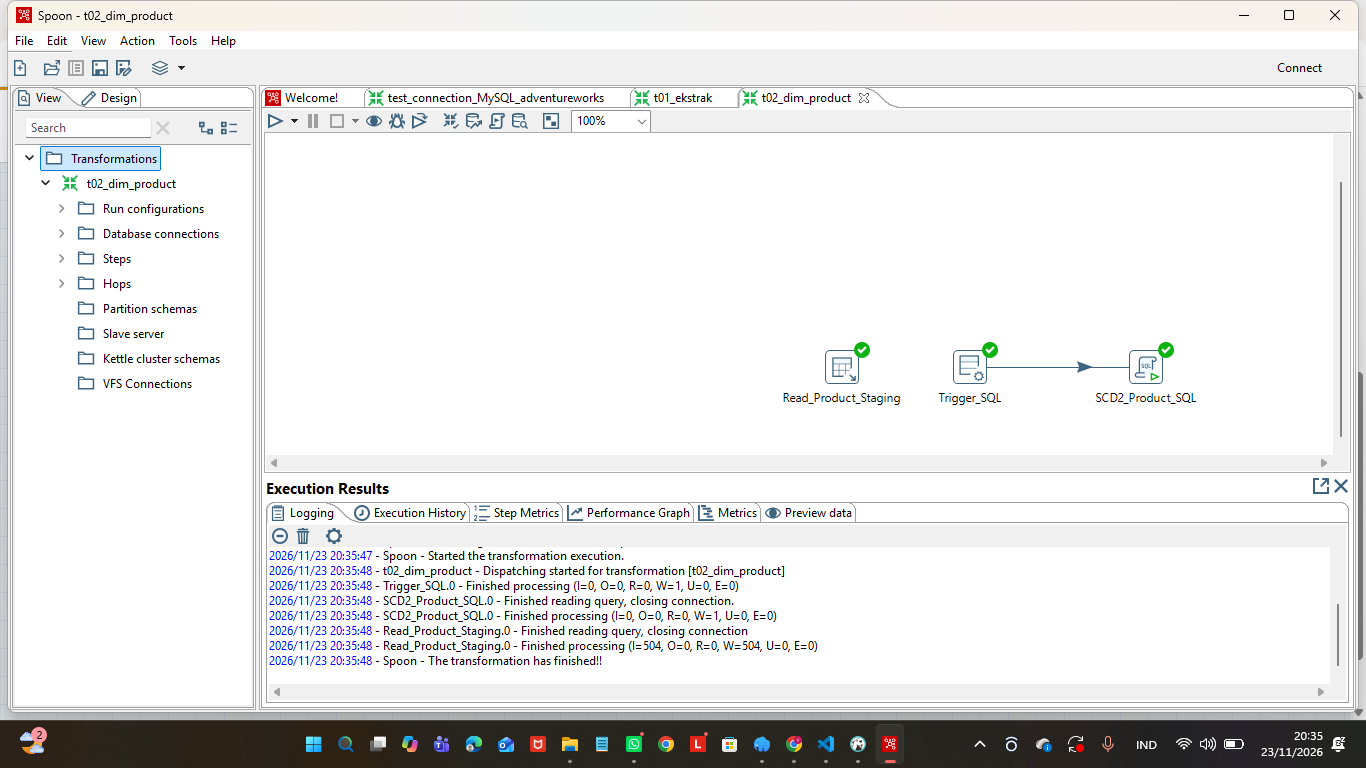 Spoon - t02_dim_product
File Edit View Action Tools Help
Connect
View Design
Welcome! test_connection_MySQL_adventureworks t01_ekstrak t02_dim_product
100%
Search
Transformations
t02_dim_product
Run configurations
Database connections
Steps
Hops
Partition schemas
Slave server
Kettle cluster schemas
VFS Connections
SQL
Read_Product_Staging Trigger_SQL SCD2_Product_SQL
Execution Results
Logging Execution History Step Metrics Performance Graph Metrics Preview data
2026/11/23 20:35:47 - Spoon - Started the transformation execution.
2026/11/23 20:35:48 - t02_dim_product - Dispatching started for transformation [t02_dim_product]
2026/11/23 20:35:48 - Trigger_SQL.0 - Finished processing (I=0, O=0, R=0, W=1, U=0, E=0)
2026/11/23 20:35:48 - SCD2_Product_SQL.0 - Finished reading query, closing connection.
2026/11/23 20:35:48 - SCD2_Product_SQL.0 - Finished processing (I=0, O=0, R=0, W=1, U=0, E=0)
2026/11/23 20:35:48 - Read_Product_Staging.0 - Finished reading query, closing connection
2026/11/23 20:35:48 - Read_Product_Staging.0 - Finished processing (I=504, O=0, R=0, W=504, U=0, E=0)
2026/11/23 20:35:48 - Spoon - The transformation has finished!!
2
L
IND
20:35
23/11/2026